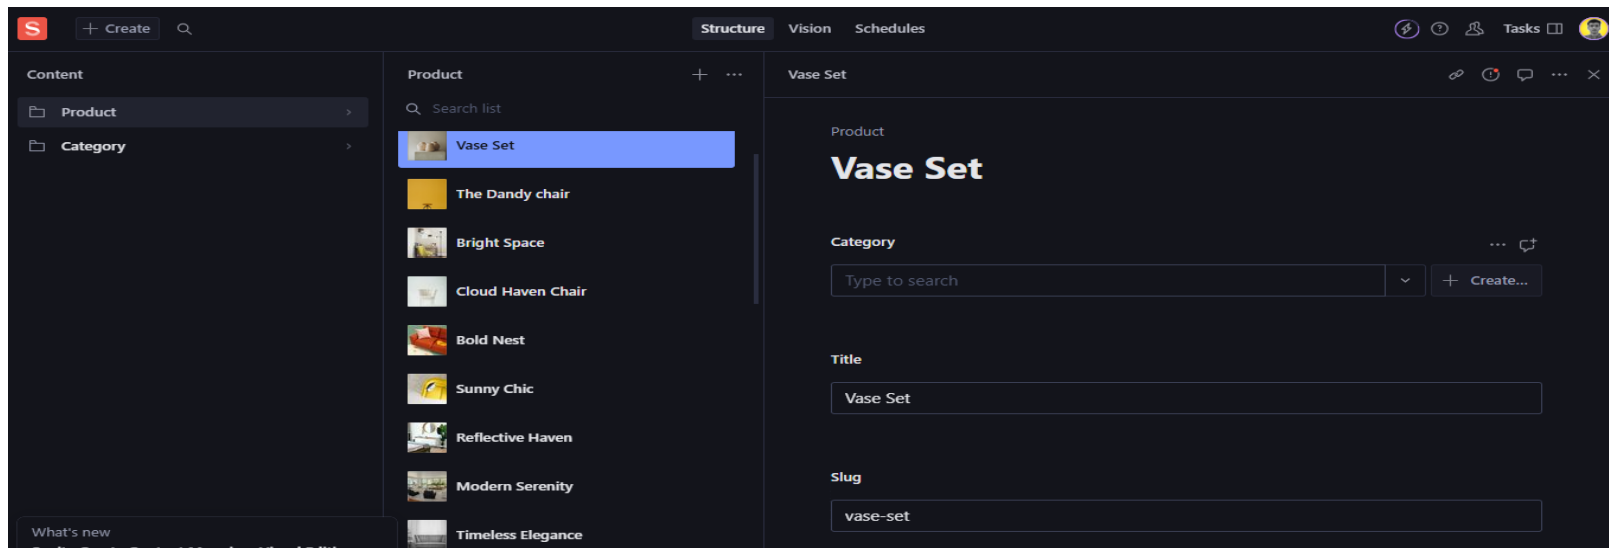 S
Create
Structure
Vision
Schedules
Tasks
Content
Product
Category
What's new
Product
Search list
Vase Set
The Dandy chair
Bright Space
Cloud Haven Chair
Bold Nest
Sunny Chic
Reflective Haven
Modern Serenity
Timeless Elegance
Vase Set
Product
Vase Set
Category
Type to search
Create...
Title
Vase Set
Slug
vase-set